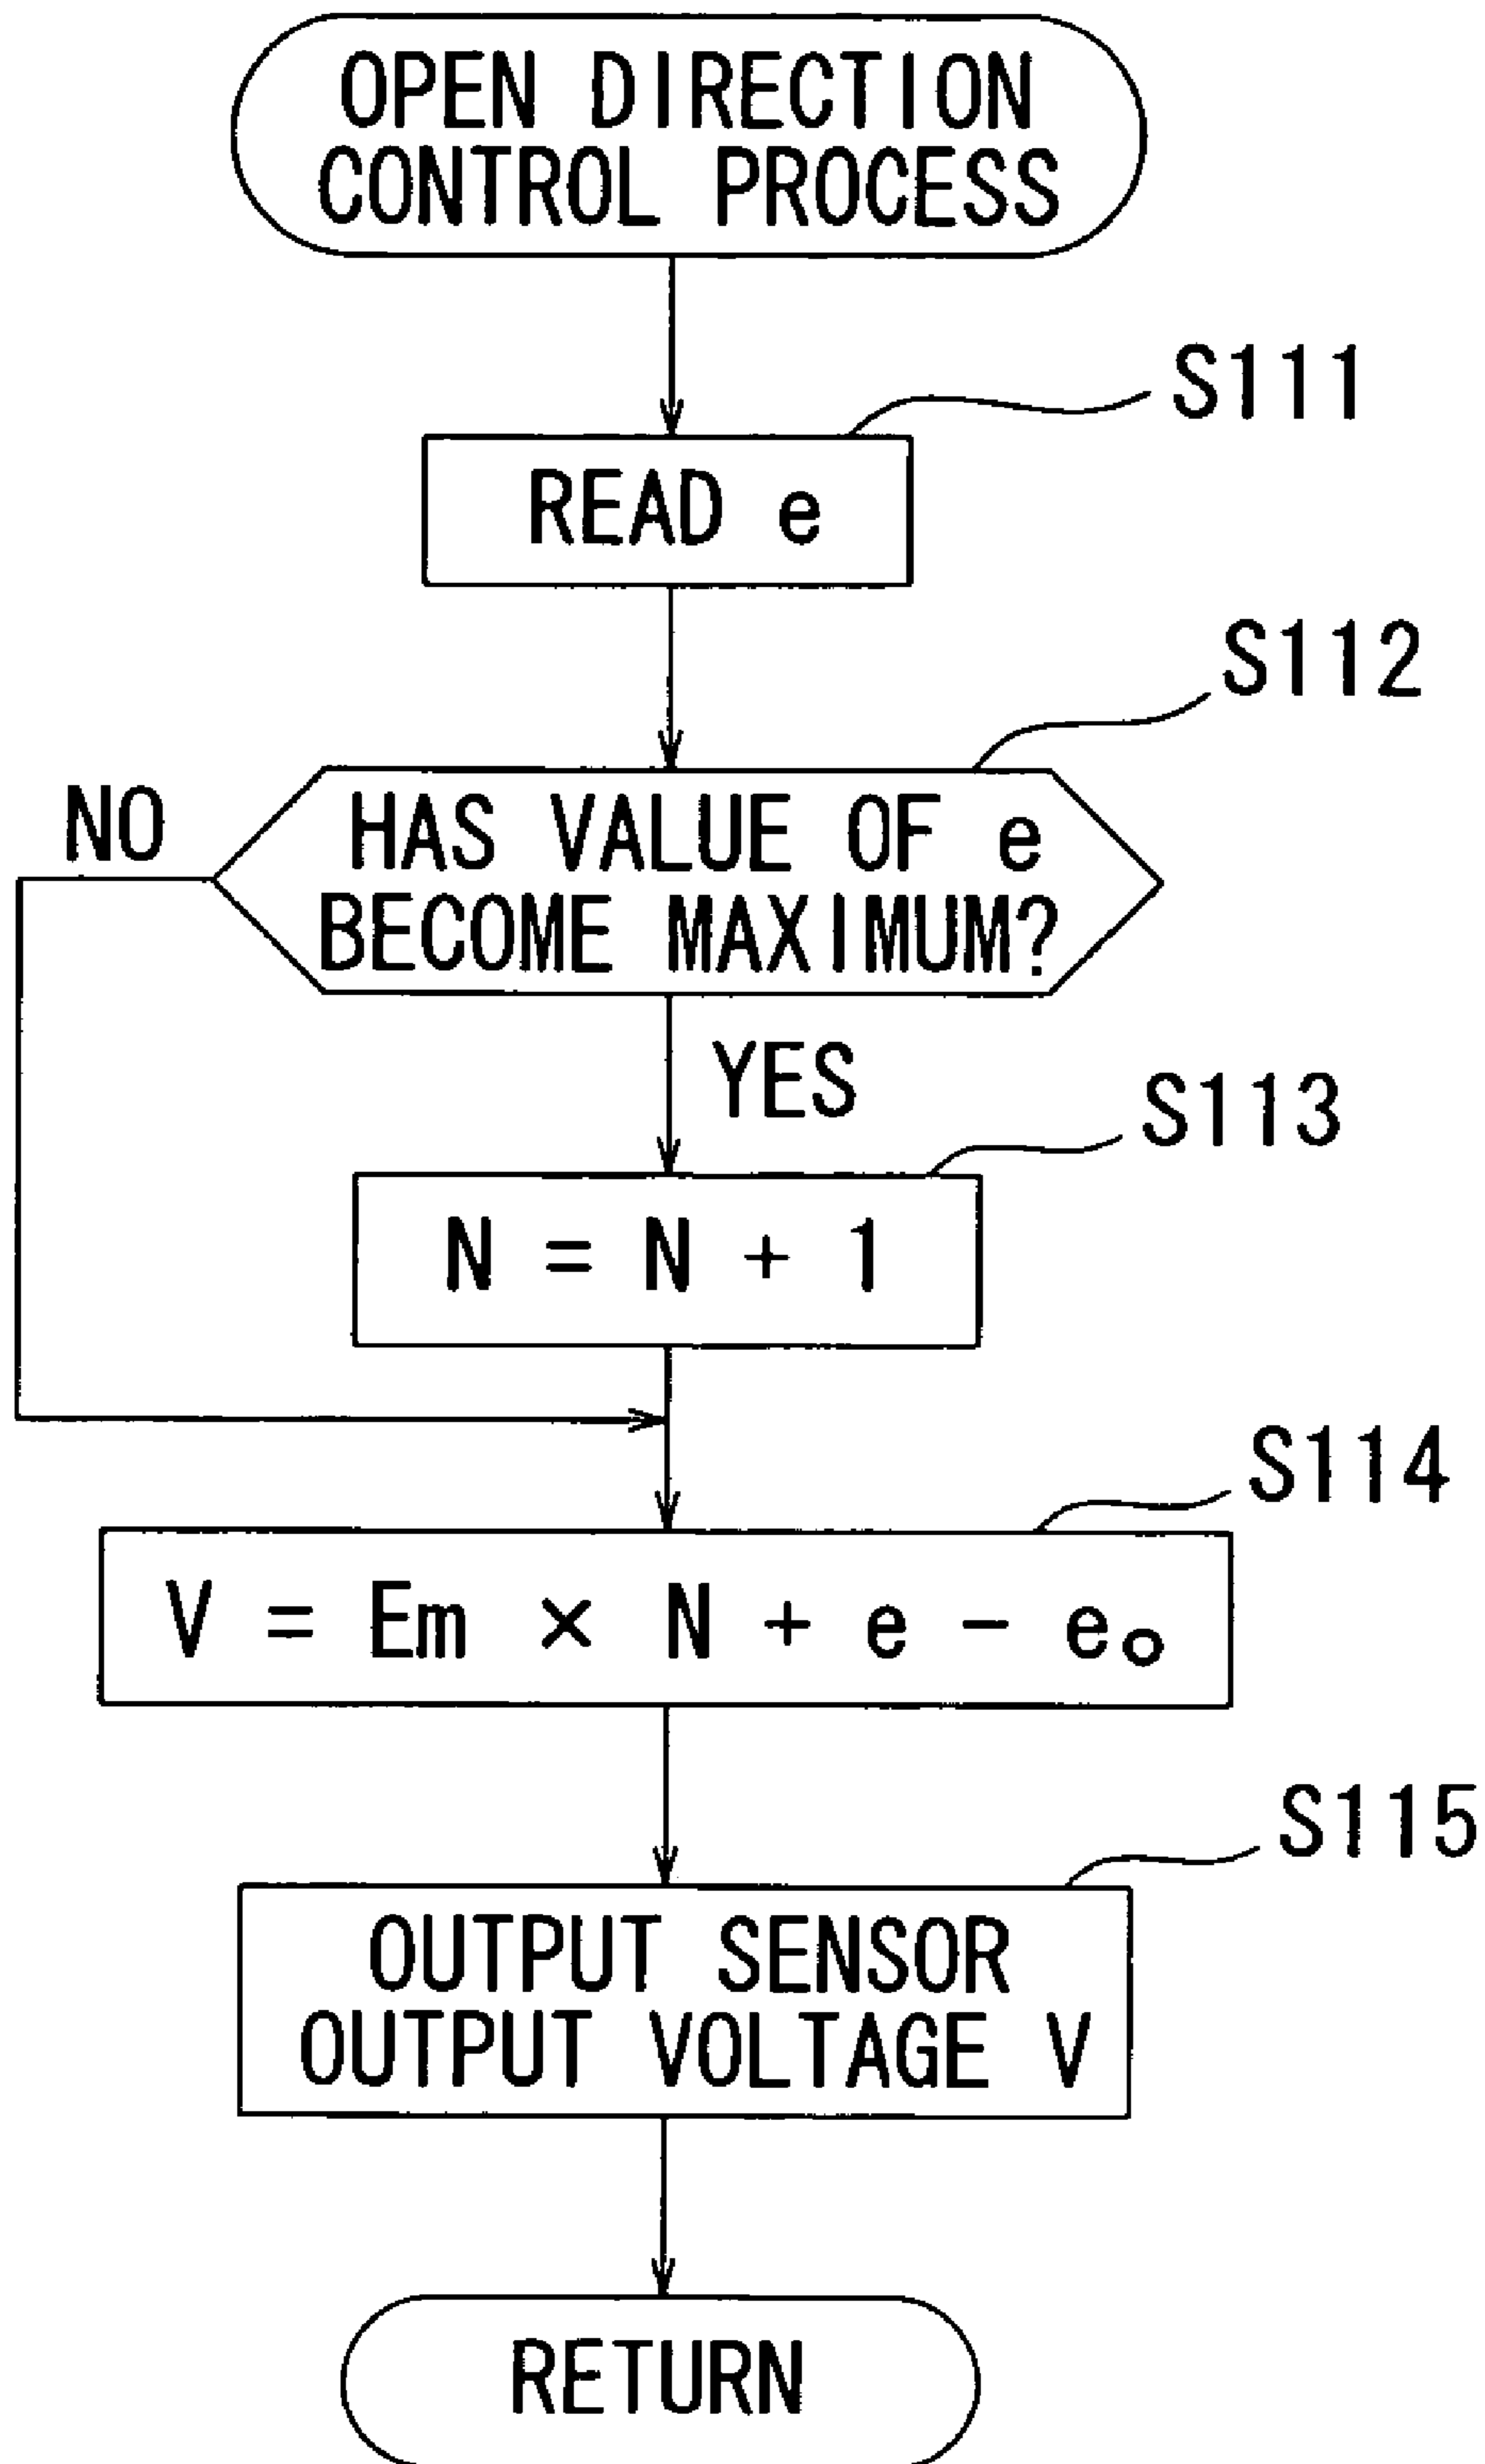 OPEN DIRECTION
CONTROL PROCESS
S111
READ e
S112
NO
HAS VALUE OF e
BECOME MAXIMUM?
YES
S113
N = N + 1
S114
V = Em × N + e - e₀
S115
OUTPUT SENSOR
OUTPUT VOLTAGE V
RETURN